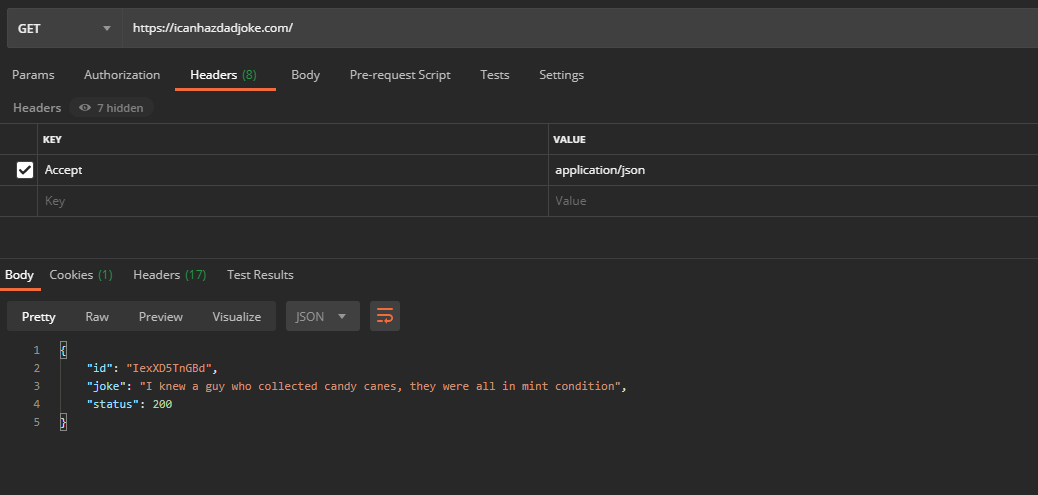 GET https://icanhazdadjoke.com/
Params Authorization Headers (8) Body Pre-request Script Tests Settings
Headers 7 hidden
KEY VALUE
Accept application/json
Key Value
Body Cookies (1) Headers (17) Test Results
Pretty Raw Preview Visualize JSON
1 {
2 "id": "IexXD5TnGBd",
3 "joke": "I knew a guy who collected candy canes, they were all in mint condition",
4 "status": 200
5 }